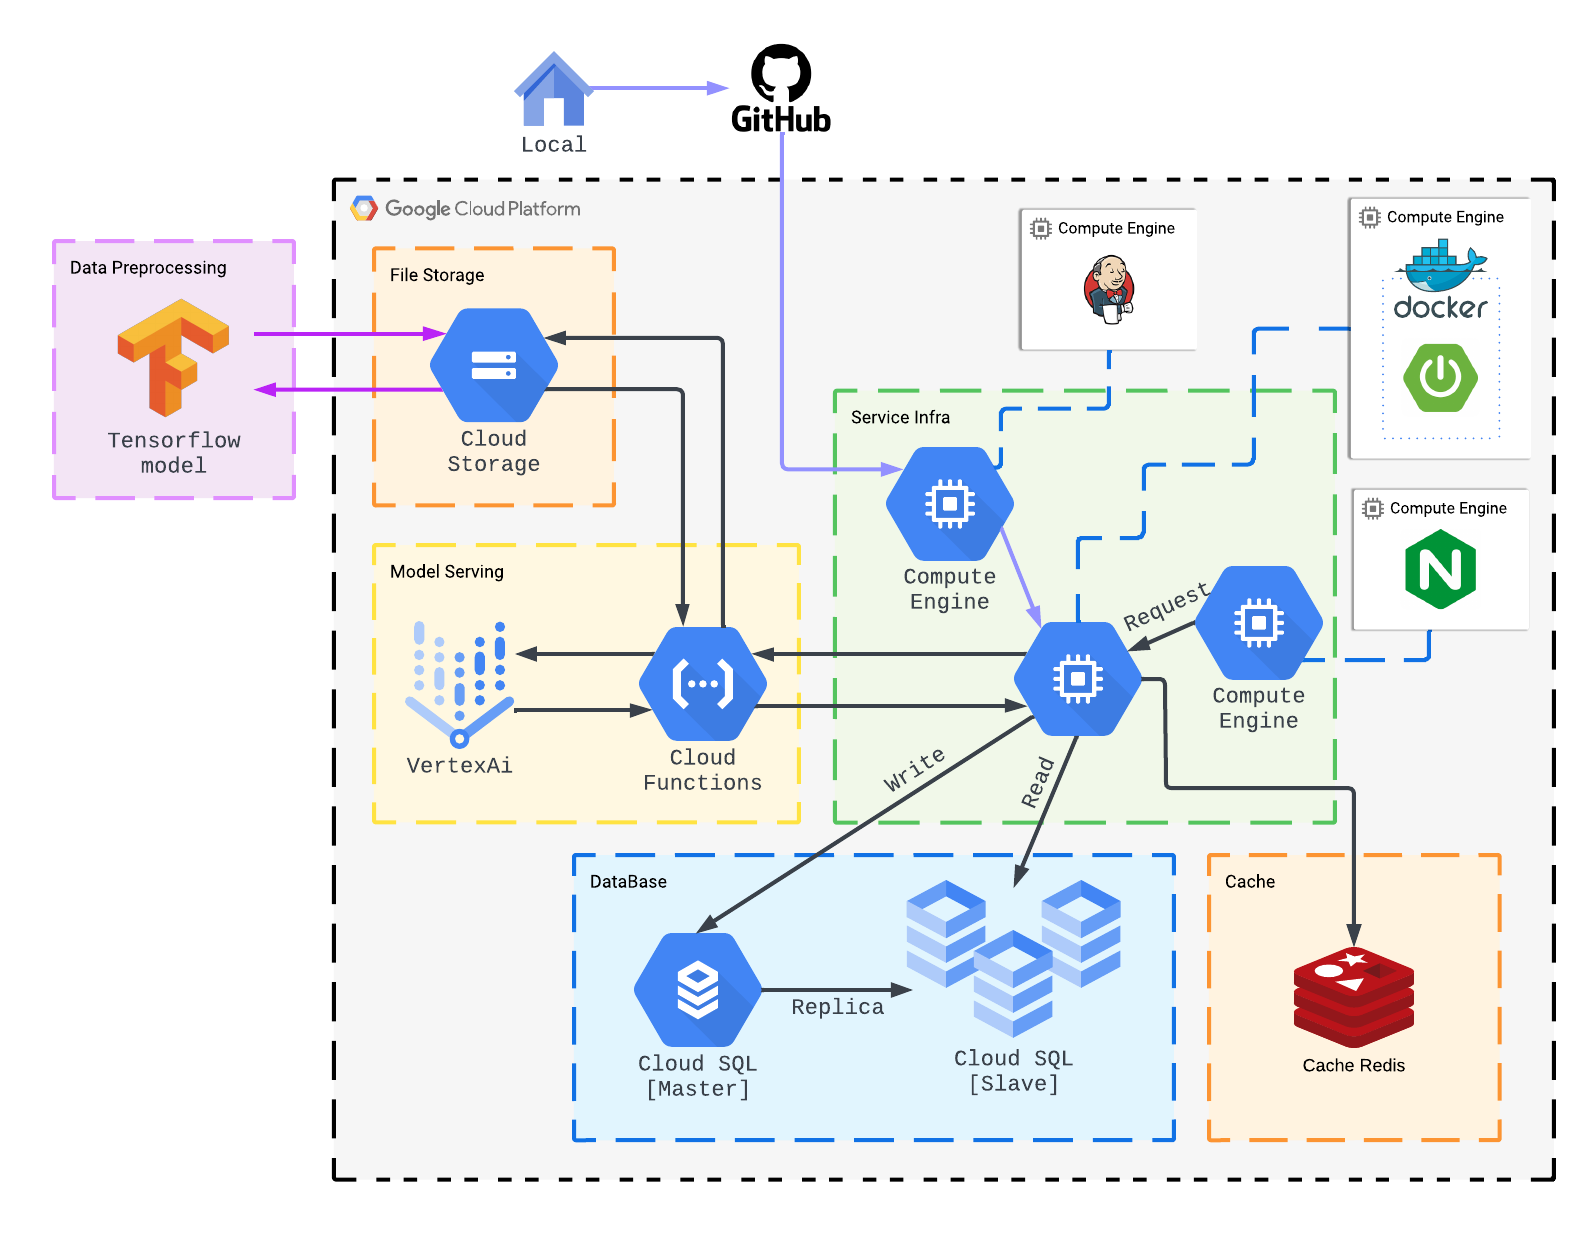 GitHub
Local
Google Cloud Platform
Compute Engine
Compute Engine
docker
Data Preprocessing
Tensorflow
model
File Storage
Cloud
Storage
Service Infra
Compute
Engine
Compute Engine
N
Model Serving
VertexAi
Cloud
Functions
Request
Compute
Engine
Write
Read
DataBase
Cloud SQL
[Master]
Replica
Cloud SQL
[Slave]
Cache
Cache Redis